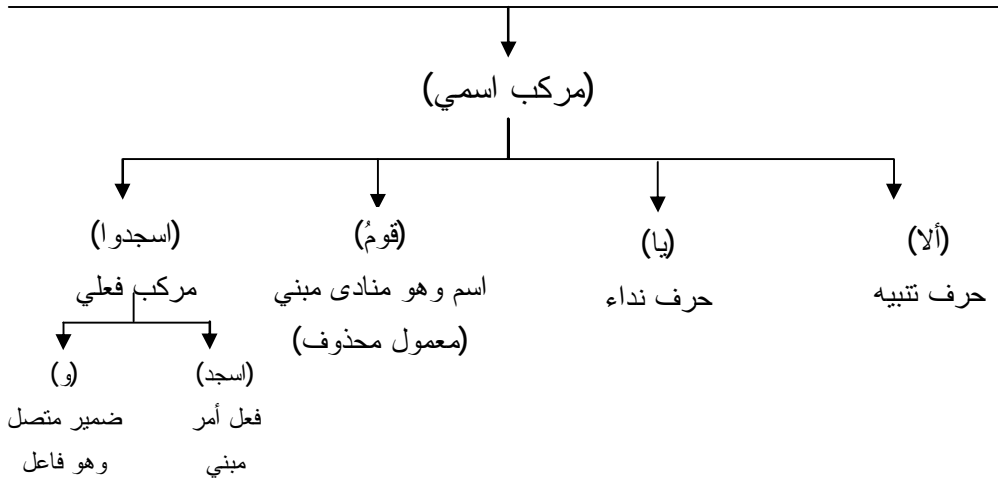 (مركب اسمي)
(ألا)
حرف تنبيه
(يا)
حرف نداء
(قومُ)
اسم وهو منادى مبني
(معمول محذوف)
(اسجدوا)
مركب فعلي
(اسجد)
فعل أمر
مبني
(و)
ضمير متصل
وهو فاعل